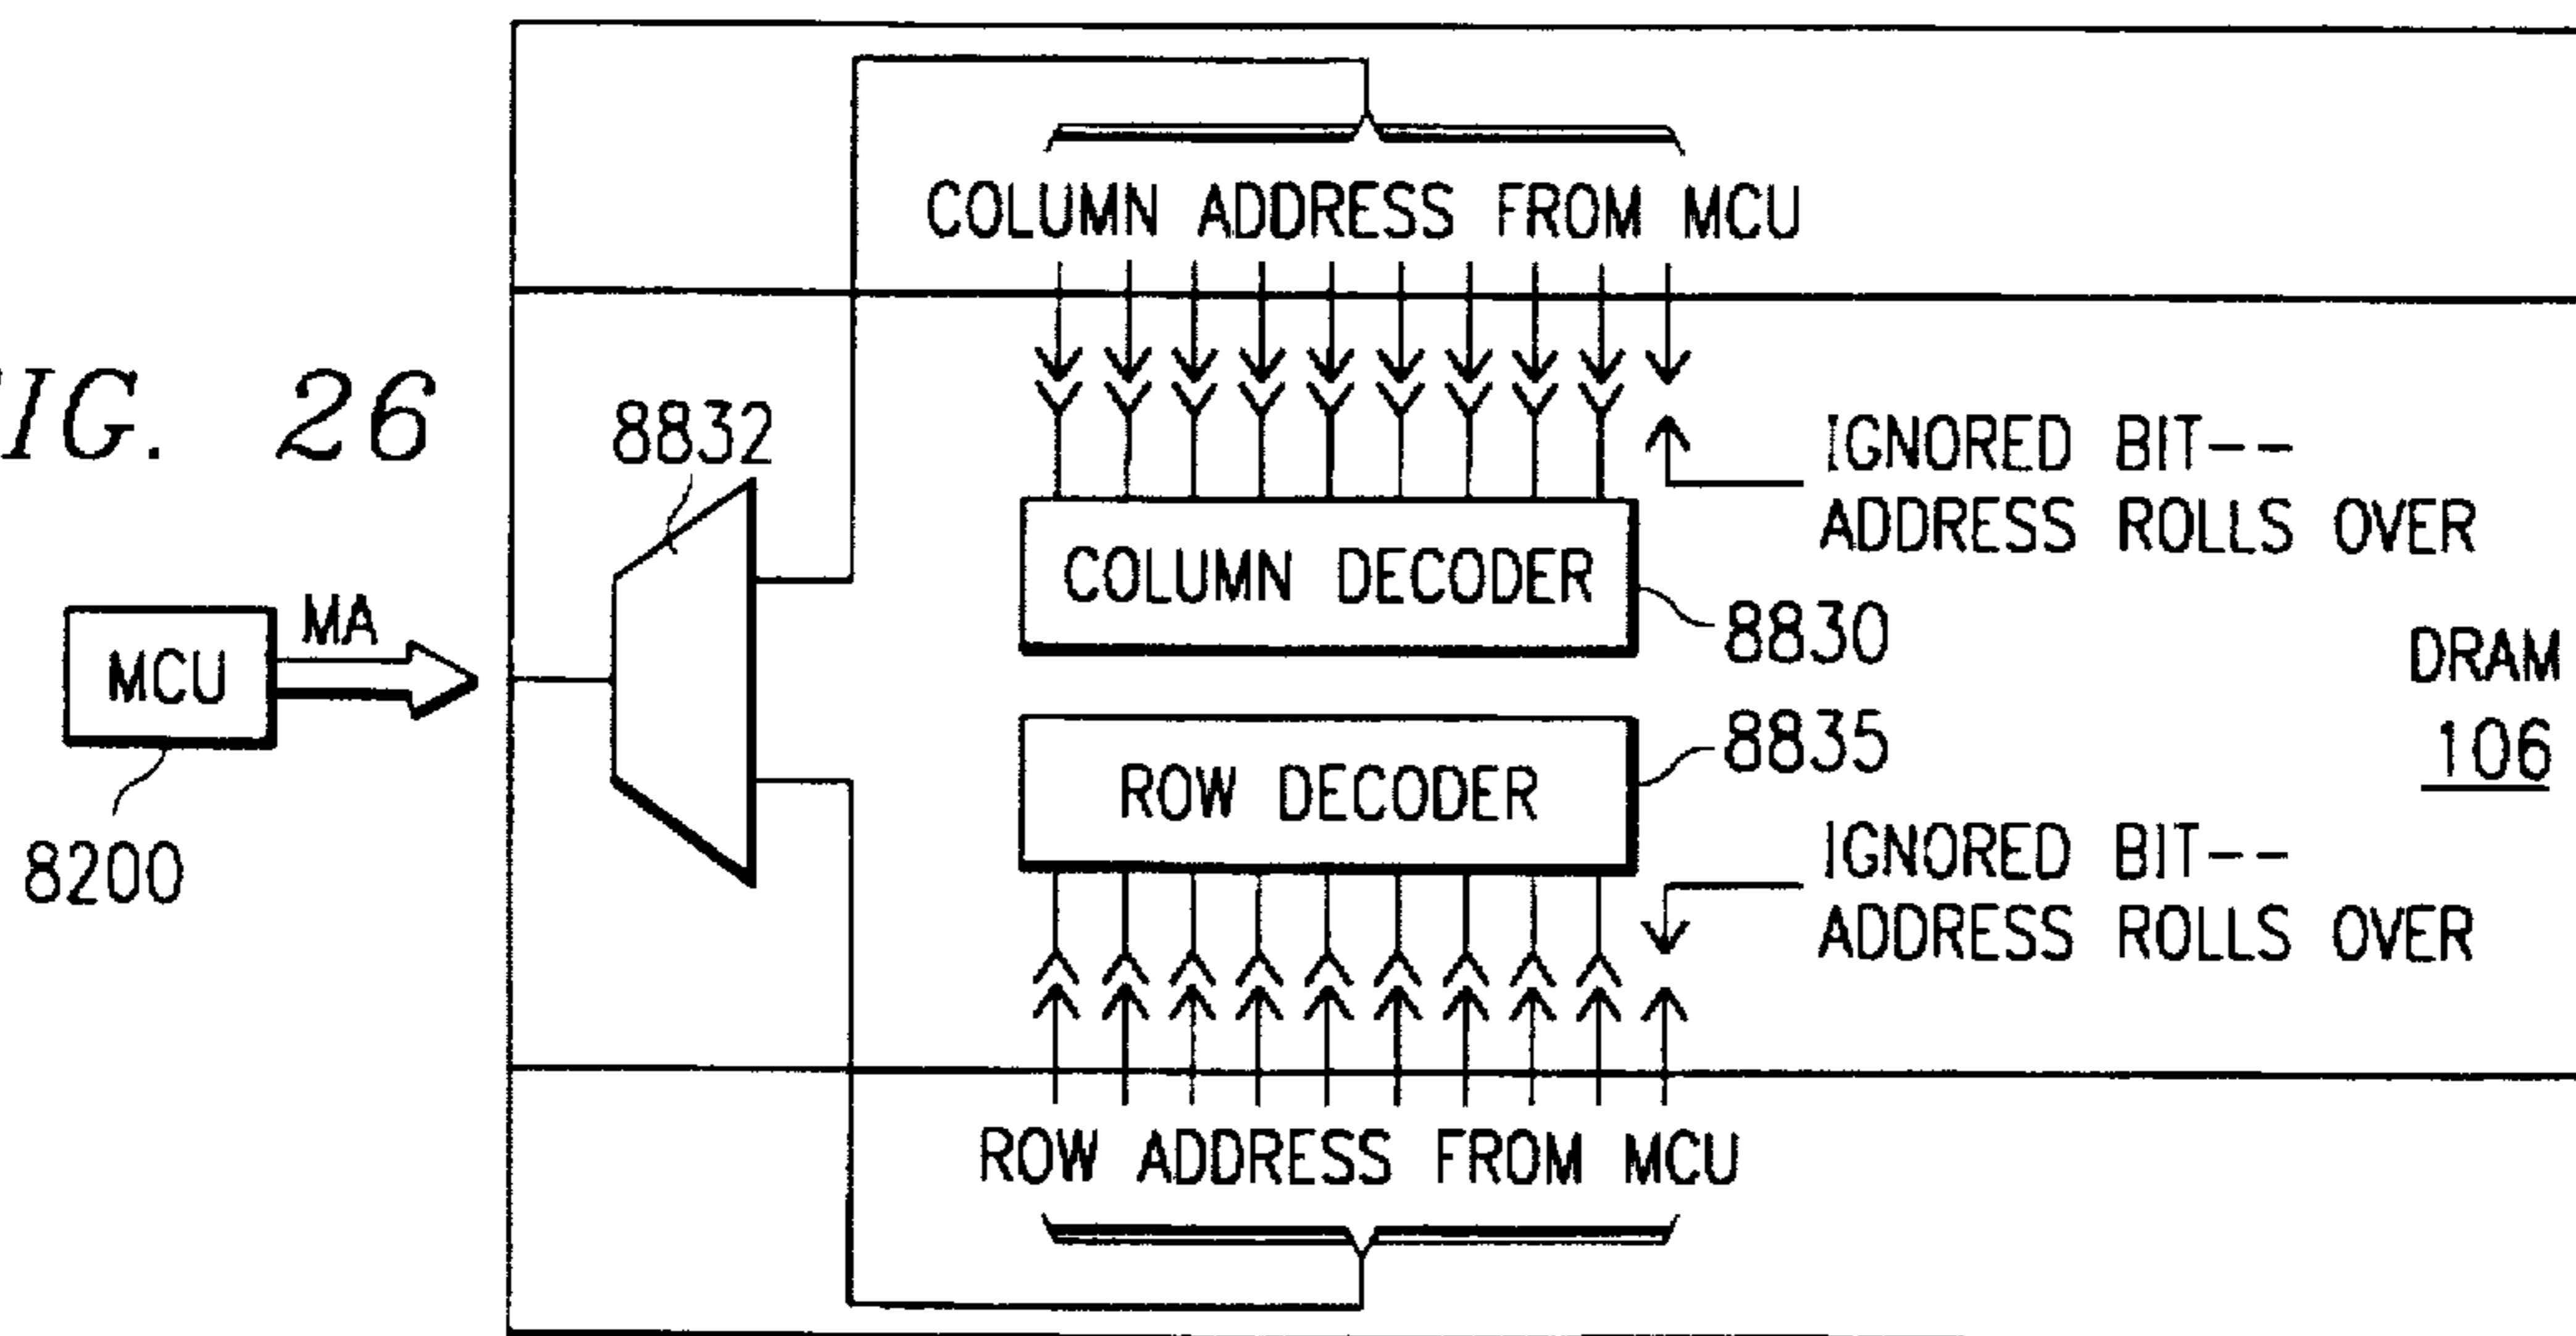 IG. 26
COLUMN ADDRESS FROM MCU
8832
IGNORED BIT--
ADDRESS ROLLS OVER
COLUMN DECODER
8830
MA
MCU
8200
DRAM
106
ROW DECODER
8835
IGNORED BIT--
ADDRESS ROLLS OVER
ROW ADDRESS FROM MCU